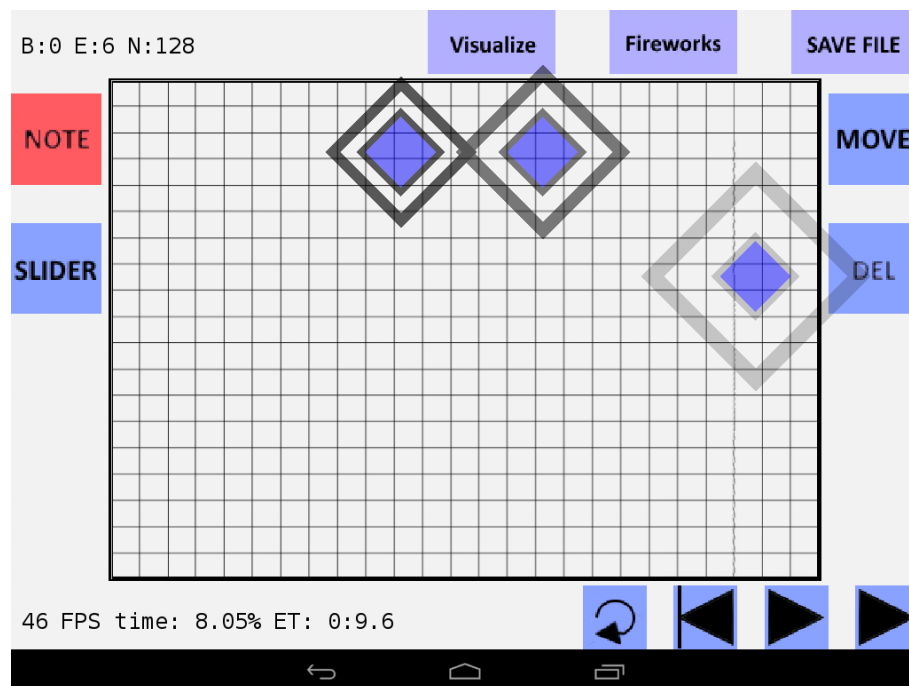 B:0 E:6 N:128
Visualize
Fireworks
SAVE FILE
NOTE
MOVE
SLIDER
DEL
46 FPS time: 8.05% ET: 0:9.6